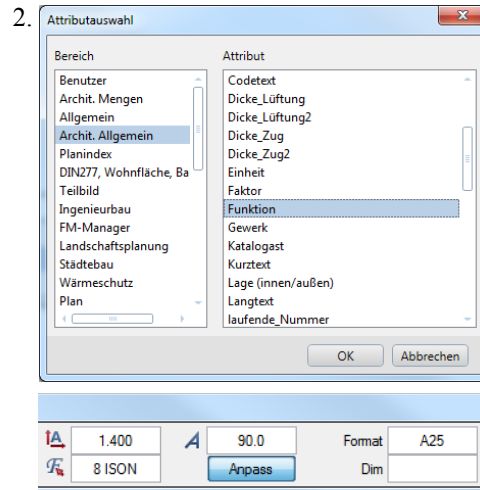 2.
Attributauswahl
Bereich
Benutzer
Archit. Mengen
Allgemein
Archit. Allgemein
Planindex
DIN277, Wohnfläche, Ba
Teilbild
Ingenieurbau
FM-Manager
Landschaftsplanung
Städtebau
Wärmeschutz
Plan
Attribut
Codetext
Dicke_Lüftung
Dicke_Lüftung2
Dicke_Zug
Dicke_Zug2
Einheit
Faktor
Funktion
Gewerk
Katalogast
Kurztext
Lage (innen/außen)
Langtext
laufende_Nummer
OK Abbrechen
A 1.400 A 90.0 Format A25
F 8 ISON Anpass Dim